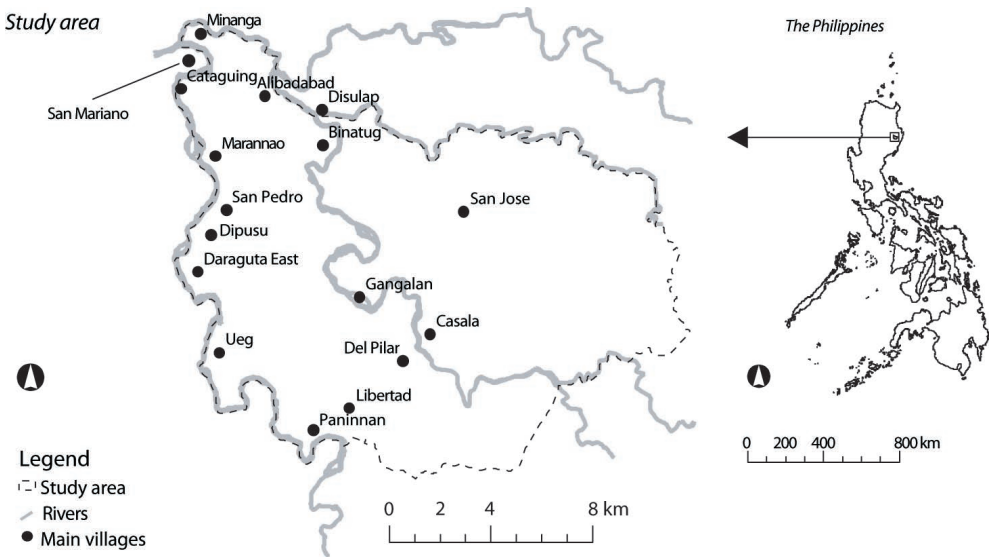 Study area
The Philippines
Minanga
Cataguing
Allbadabad
San Mariano
Disulap
Binatug
Marannao
San Pedro
San Jose
Dipusu
Daraguta East
Gangalan
Casala
Ueg
Del Pilar
Libertad
Paninnan
Legend
Study area
Rivers
Main villages
0 2 4 8 km
0 200 400 800 km